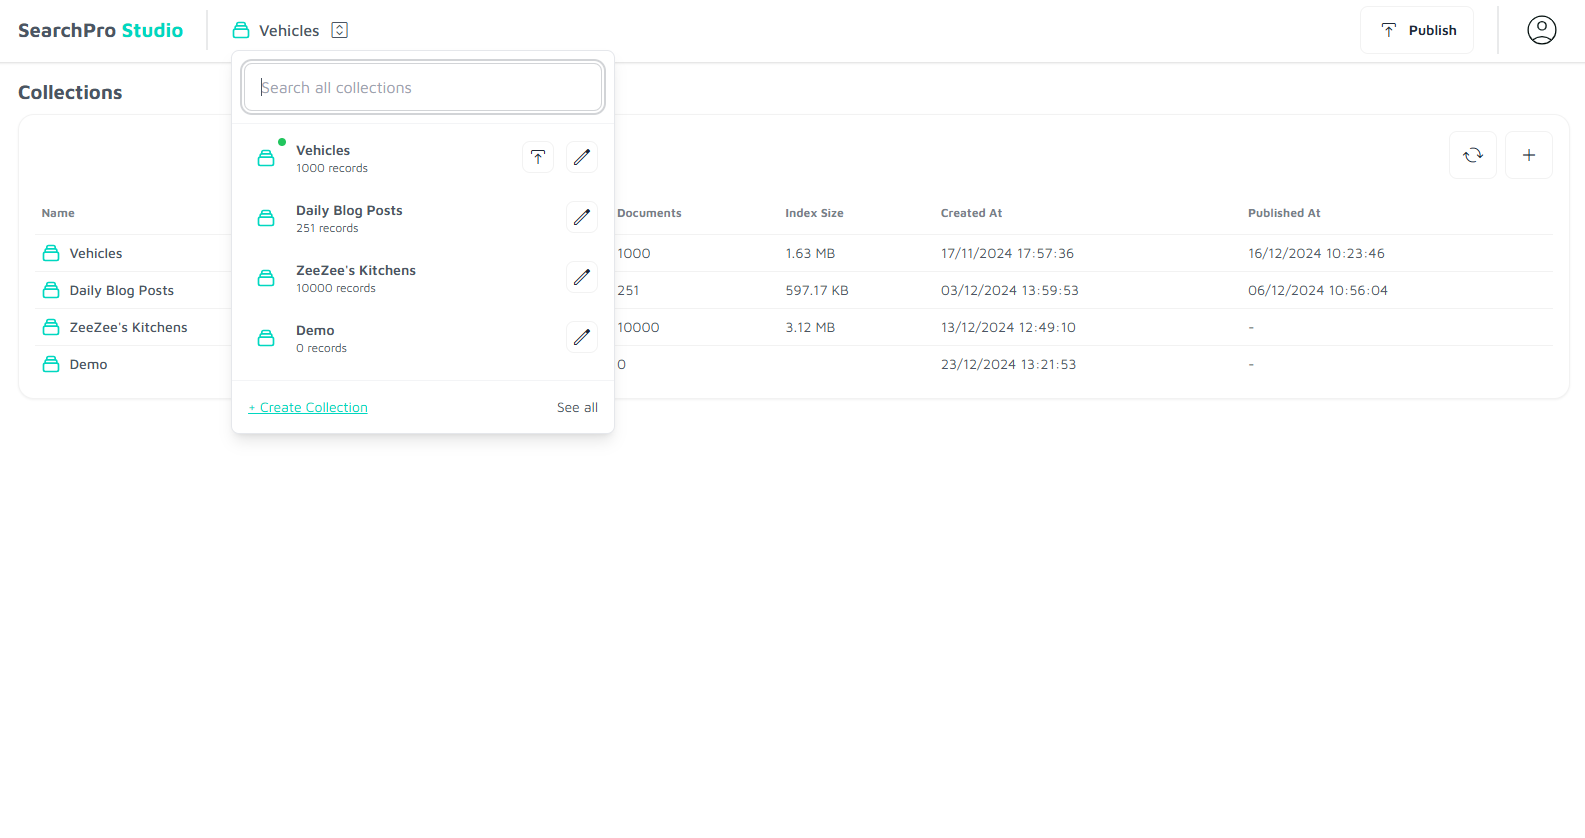 SearchPro Studio
Vehicles
Publish
Collections
Search all collections
Vehicles
1000 records
Daily Blog Posts
251 records
ZeeZee's Kitchens
10000 records
Demo
0 records
+ Create Collection
See all
Name Documents Index Size Created At Published At
Vehicles 1000 1.63 MB 17/11/2024 17:57:36 16/12/2024 10:23:46
Daily Blog Posts 251 597.17 KB 03/12/2024 13:59:53 06/12/2024 10:56:04
ZeeZee's Kitchens 10000 3.12 MB 13/12/2024 12:49:10 -
Demo 0 23/12/2024 13:21:53 -